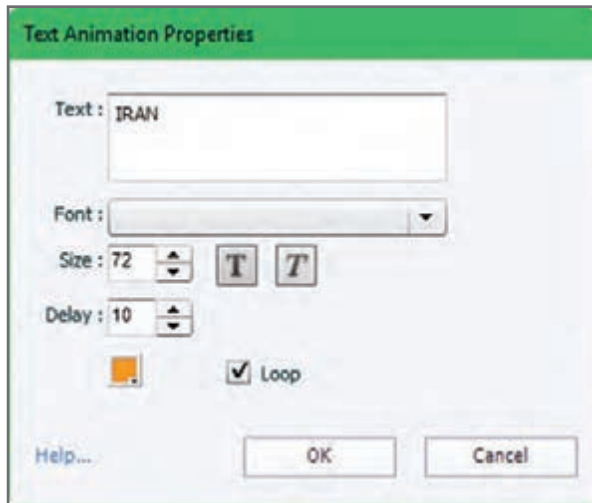 Text Animation Properties
Text : IRAN
Font :
Size : 72 T T
Delay : 10
Loop
Help... OK Cancel